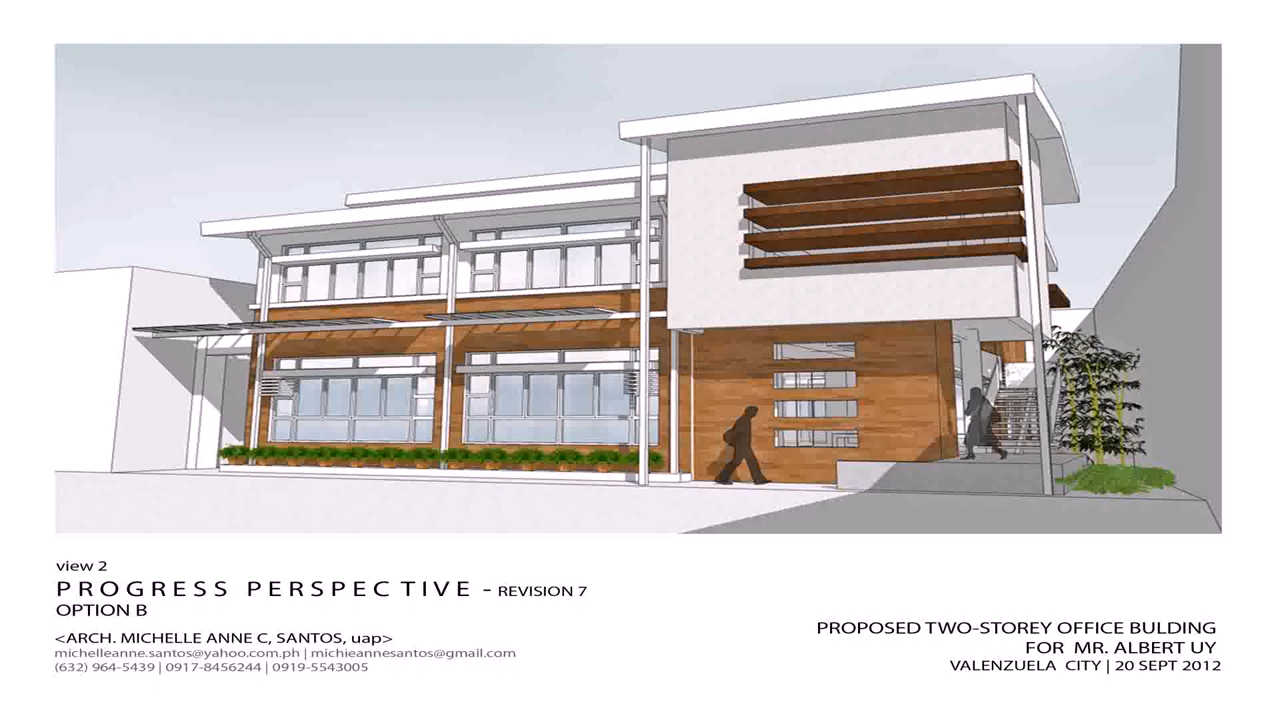 view 2
PROGRESS PERSPECTIVE - REVISION 7
OPTION B
<ARCH. MICHELLE ANNE C, SANTOS, uap>
michelleanne.santos@yahoo.com.ph | michieannesantos@gmail.com
(632) 964-5439 | 0917-8456244 | 0919-5543005
PROPOSED TWO-STOREY OFFICE BULDING
FOR MR. ALBERT UY
VALENZUELA CITY | 20 SEPT 2012